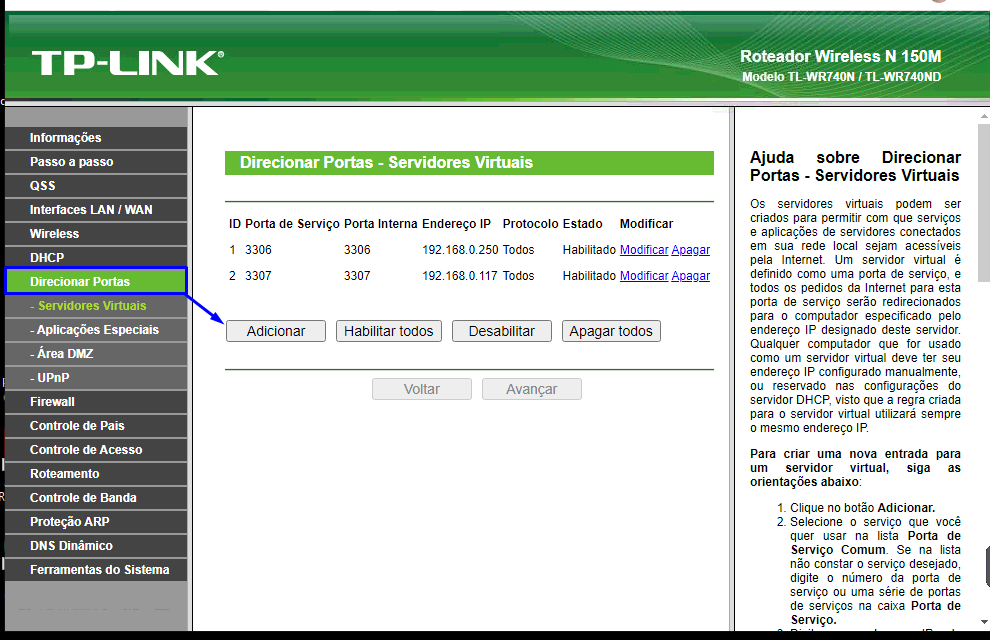 TP-LINK®
Roteador Wireless N 150M
Modelo TL-WR740N / TL-WR740ND
Informações
Passo a passo
QSS
Interfaces LAN / WAN
Wireless
DHCP
Direcionar Portas
- Servidores Virtuais
- Aplicações Especiais
- Área DMZ
- UPnP
Firewall
Controle de Pais
Controle de Acesso
Roteamento
Controle de Banda
Proteção ARP
DNS Dinâmico
Ferramentas do Sistema
Direcionar Portas - Servidores Virtuais
ID Porta de Serviço Porta Interna Endereço IP Protocolo Estado Modificar
1 3306 3306 192.168.0.250 Todos Habilitado Modificar Apagar
2 3307 3307 192.168.0.117 Todos Habilitado Modificar Apagar
Adicionar Habilitar todos Desabilitar Apagar todos
Voltar Avançar
Ajuda sobre Direcionar
Portas - Servidores Virtuais
Os servidores virtuais podem ser
criados para permitir com que serviços
e aplicações de servidores conectados
em sua rede local sejam acessíveis
pela Internet. Um servidor virtual é
definido como uma porta de serviço, e
todos os pedidos da Internet para esta
porta de serviço serão redirecionados
para o computador especificado pelo
endereço IP designado deste servidor.
Qualquer computador que for usado
como um servidor virtual deve ter seu
endereço IP configurado manualmente,
ou reservado nas configurações do
servidor DHCP, visto que a regra criada
para o servidor virtual utilizará sempre
o mesmo endereço IP.
Para criar uma nova entrada para
um servidor virtual, siga as
orientações abaixo:
1. Clique no botão Adicionar.
2. Selecione o serviço que você
quer usar na lista Porta de
Serviço Comum. Se na lista
não constar o serviço desejado,
digite o número da porta de
serviço ou uma série de portas
de serviços na caixa Porta de
Serviço.